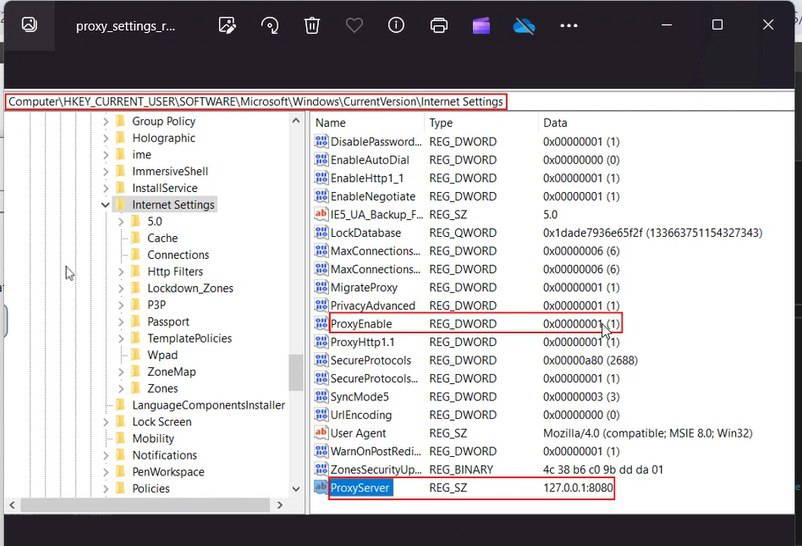 proxy_settings_r...
Computer\HKEY_CURRENT_USER\SOFTWARE\Microsoft\Windows\CurrentVersion\Internet Settings
Group Policy
Holographic
ime
ImmersiveShell
InstallService
Internet Settings
5.0
Cache
Connections
Http Filters
Lockdown_Zones
P3P
Passport
TemplatePolicies
Wpad
ZoneMap
Zones
LanguageComponentsInstaller
Lock Screen
Mobility
Notifications
PenWorkspace
Policies
Name Type Data
DisablePassword... REG_DWORD 0x00000001 (1)
EnableAutoDial REG_DWORD 0x00000000 (0)
EnableHttp1_1 REG_DWORD 0x00000001 (1)
EnableNegotiate REG_DWORD 0x00000001 (1)
IE5_UA_Backup_F... REG_SZ 5.0
LockDatabase REG_QWORD 0x1dade7936e65f2f (133663751154327343)
MaxConnections... REG_DWORD 0x00000006 (6)
MaxConnections... REG_DWORD 0x00000006 (6)
MigrateProxy REG_DWORD 0x00000001 (1)
PrivacyAdvanced REG_DWORD 0x00000001 (1)
ProxyEnable REG_DWORD 0x00000001 (1)
ProxyHttp1.1 REG_DWORD 0x00000001 (1)
SecureProtocols REG_DWORD 0x00000a80 (2688)
SecureProtocols... REG_DWORD 0x00000001 (1)
SyncMode5 REG_DWORD 0x00000003 (3)
UrlEncoding REG_DWORD 0x00000000 (0)
User Agent REG_SZ Mozilla/4.0 (compatible; MSIE 8.0; Win32)
WarnOnPostRedi... REG_DWORD 0x00000001 (1)
ZonesSecurityUp... REG_BINARY 4c 38 b6 c0 9b dd da 01
ProxyServer REG_SZ 127.0.0.1:8080